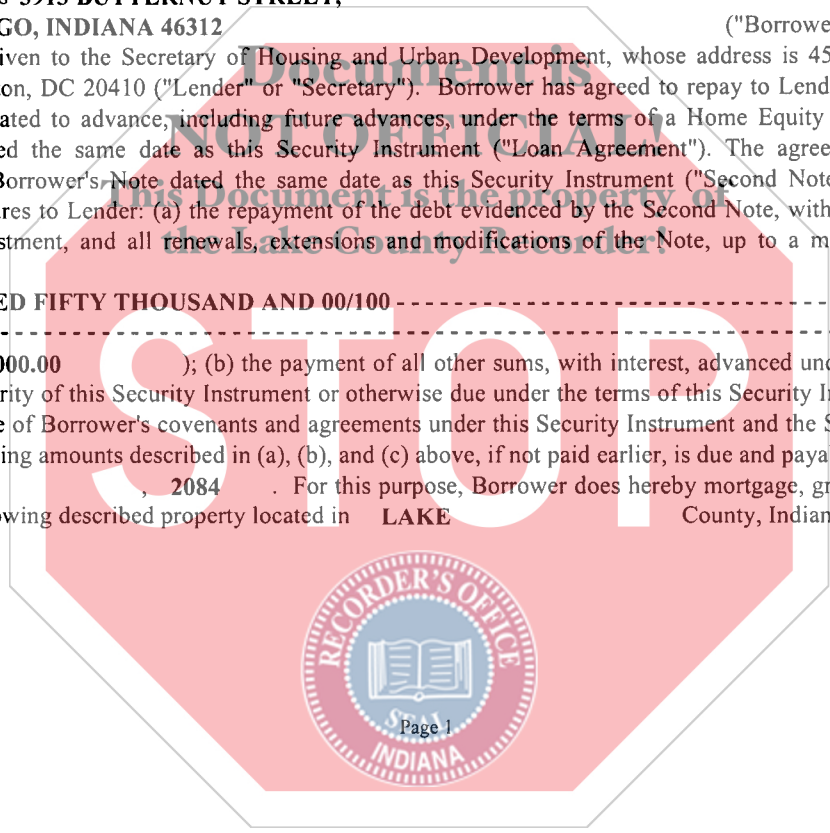 3913 BUTTERNUT STREET,
GO, INDIANA 46312 ("Borrowe
iven to the Secretary of Housing and Urban Development, whose address is 45
on, DC 20410 ("Lender" or "Secretary"). Borrower has agreed to repay to Lend
ated to advance, including future advances, under the terms of a Home Equity
ed the same date as this Security Instrument ("Loan Agreement"). The agree
Borrower's Note dated the same date as this Security Instrument ("Second Note
res to Lender: (a) the repayment of the debt evidenced by the Second Note, with
stment, and all renewals, extensions and modifications of the Note, up to a m
ED FIFTY THOUSAND AND 00/100 - - - - - - - - - - - - - - - - - - - - - - - - - - - - - - - -
- - - - - - - - - - - - - - - - - - - - - - - - - - - - - - - - - - - - - - - - - - - - - - - - - - - - - - - - - -
000.00 ); (b) the payment of all other sums, with interest, advanced und
rity of this Security Instrument or otherwise due under the terms of this Security I
e of Borrower's covenants and agreements under this Security Instrument and the S
ing amounts described in (a), (b), and (c) above, if not paid earlier, is due and paya
, 2084 . For this purpose, Borrower does hereby mortgage, gr
owing described property located in LAKE County, Indian
Document is
NOT OFFICIAL!
This Document is the property of
the Lake County Recorder!
STOP
RECORDER'S OFFICE
SEAL
INDIANA
Page 1